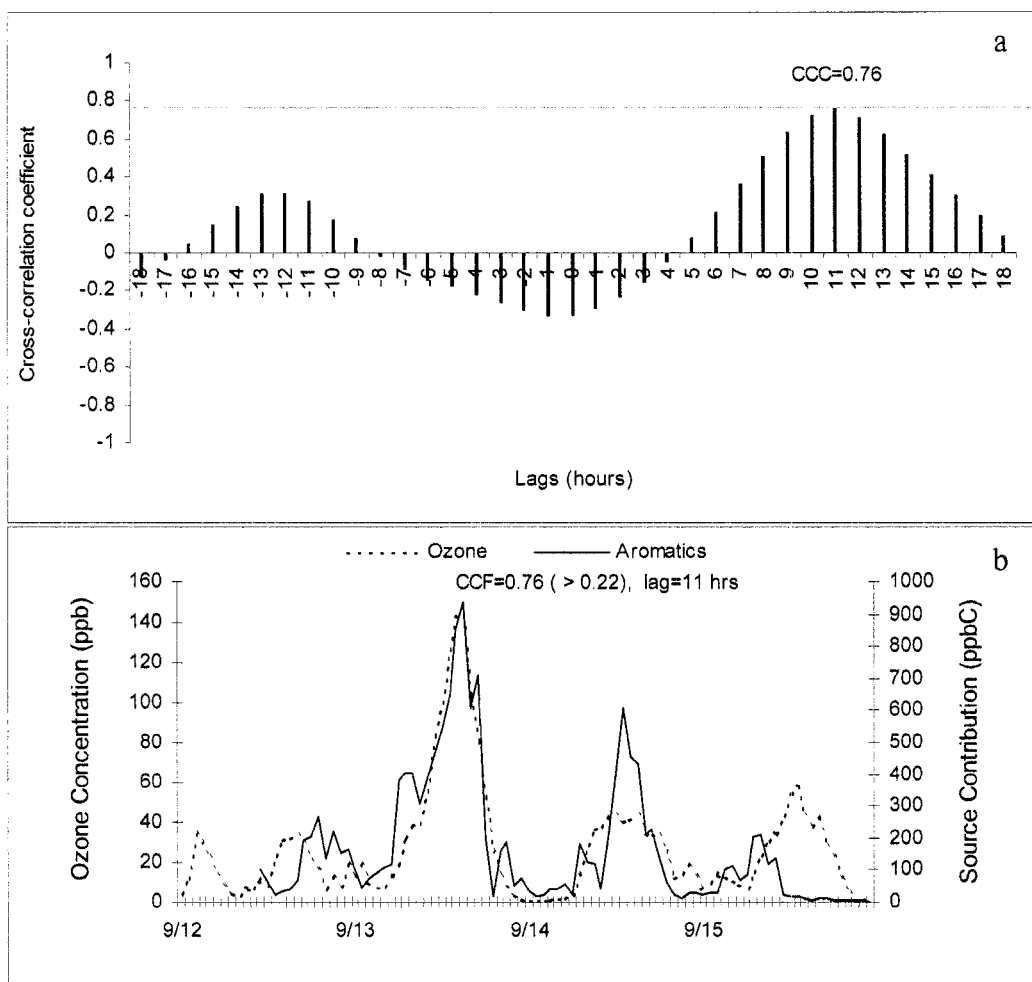 a
CCC=0.76
1
0.8
0.6
0.4
0.2
0
-0.2
-0.4
-0.6
-0.8
-1
Cross-correlation coefficient
-18 -17 -16 -15 -14 -13 -12 -11 -10 -9 -8 -7 -6 -5 -4 -3 -2 -1 0 1 2 3 4 5 6 7 8 9 10 11 12 13 14 15 16 17 18
Lags (hours)
b
Ozone Aromatics
CCF=0.76 ( > 0.22), lag=11 hrs
Ozone Concentration (ppb)
160
140
120
100
80
60
40
20
0
1000
900
800
700
600
500
400
300
200
100
0
Source Contribution (ppbC)
9/12 9/13 9/14 9/15